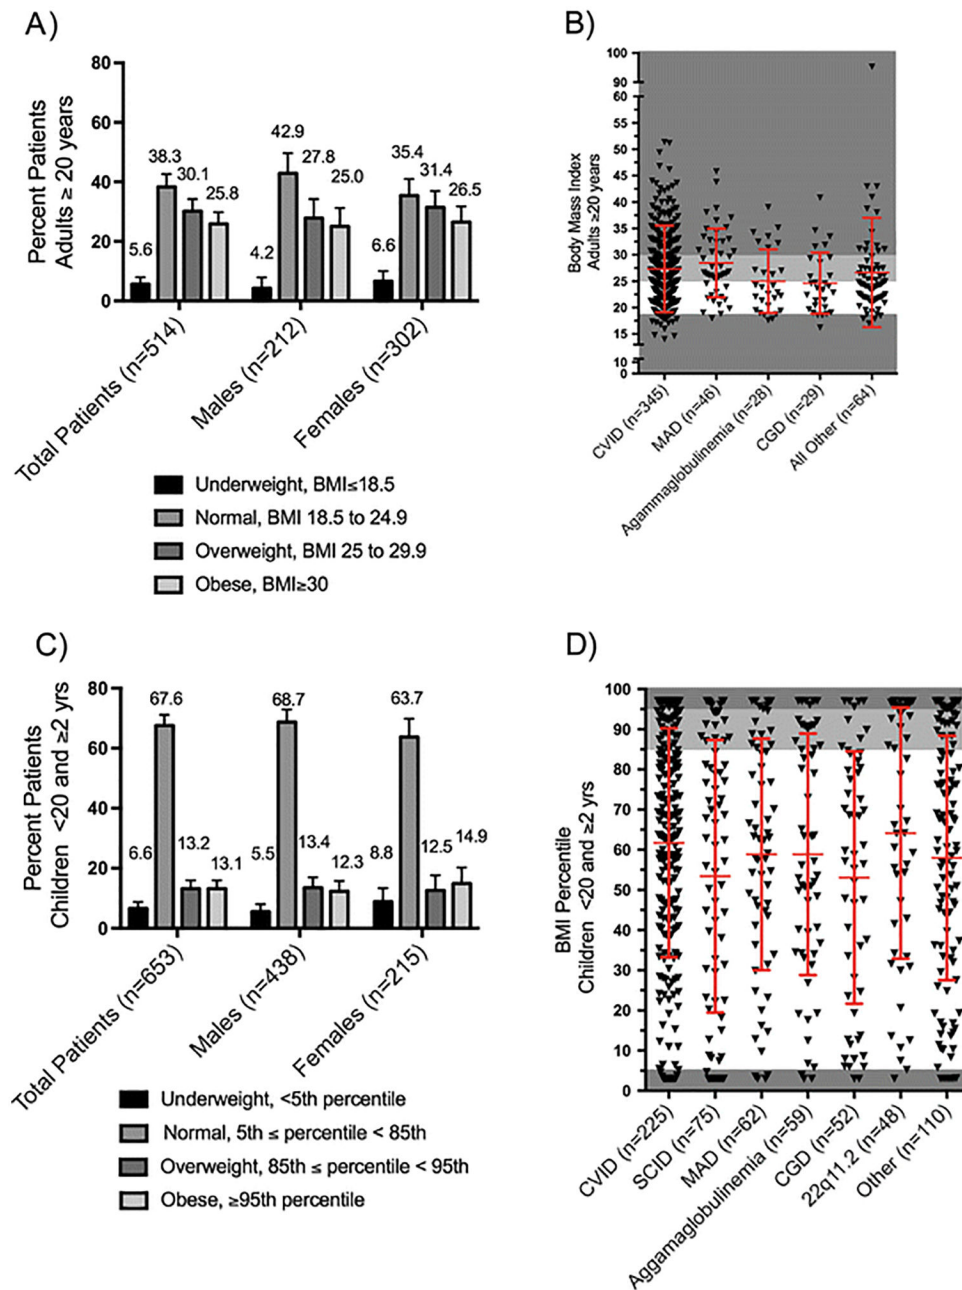 A)
Percent Patients
Adults ≥ 20 years
80
60
40
20
0
5.6
38.3
30.1
25.8
4.2
42.9
27.8
25.0
6.6
35.4
31.4
26.5
Total Patients (n=514)
Males (n=212)
Females (n=302)
Underweight, BMI≤18.5
Normal, BMI 18.5 to 24.9
Overweight, BMI 25 to 29.9
Obese, BMI≥30
B)
Body Mass Index
Adults ≥20 years
100
90
60
55
50
45
40
35
30
25
20
15
10
0
CVID (n=345)
MAD (n=46)
Agammaglobulinemia (n=28)
CGD (n=29)
All Other (n=64)
C)
Percent Patients
Children <20 and ≥2 yrs
80
60
40
20
0
6.6
67.6
13.2
13.1
5.5
68.7
13.4
12.3
8.8
63.7
12.5
14.9
Total Patients (n=653)
Males (n=438)
Females (n=215)
Underweight, <5th percentile
Normal, 5th ≤ percentile < 85th
Overweight, 85th ≤ percentile < 95th
Obese, ≥95th percentile
D)
BMI Percentile
Children <20 and ≥2 yrs
100
90
80
70
60
50
40
30
20
10
0
CVID (n=225)
SCID (n=75)
MAD (n=62)
Aggamaglobulinemia (n=59)
CGD (n=52)
22q11.2 (n=48)
Other (n=110)